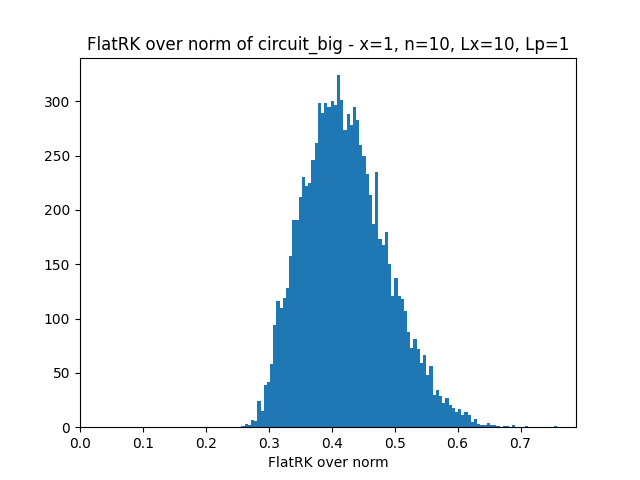 FlatRK over norm of circuit_big - x=1, n=10, Lx=10, Lp=1
300
250
200
150
100
50
0
0.0 0.1 0.2 0.3 0.4 0.5 0.6 0.7
FlatRK over norm